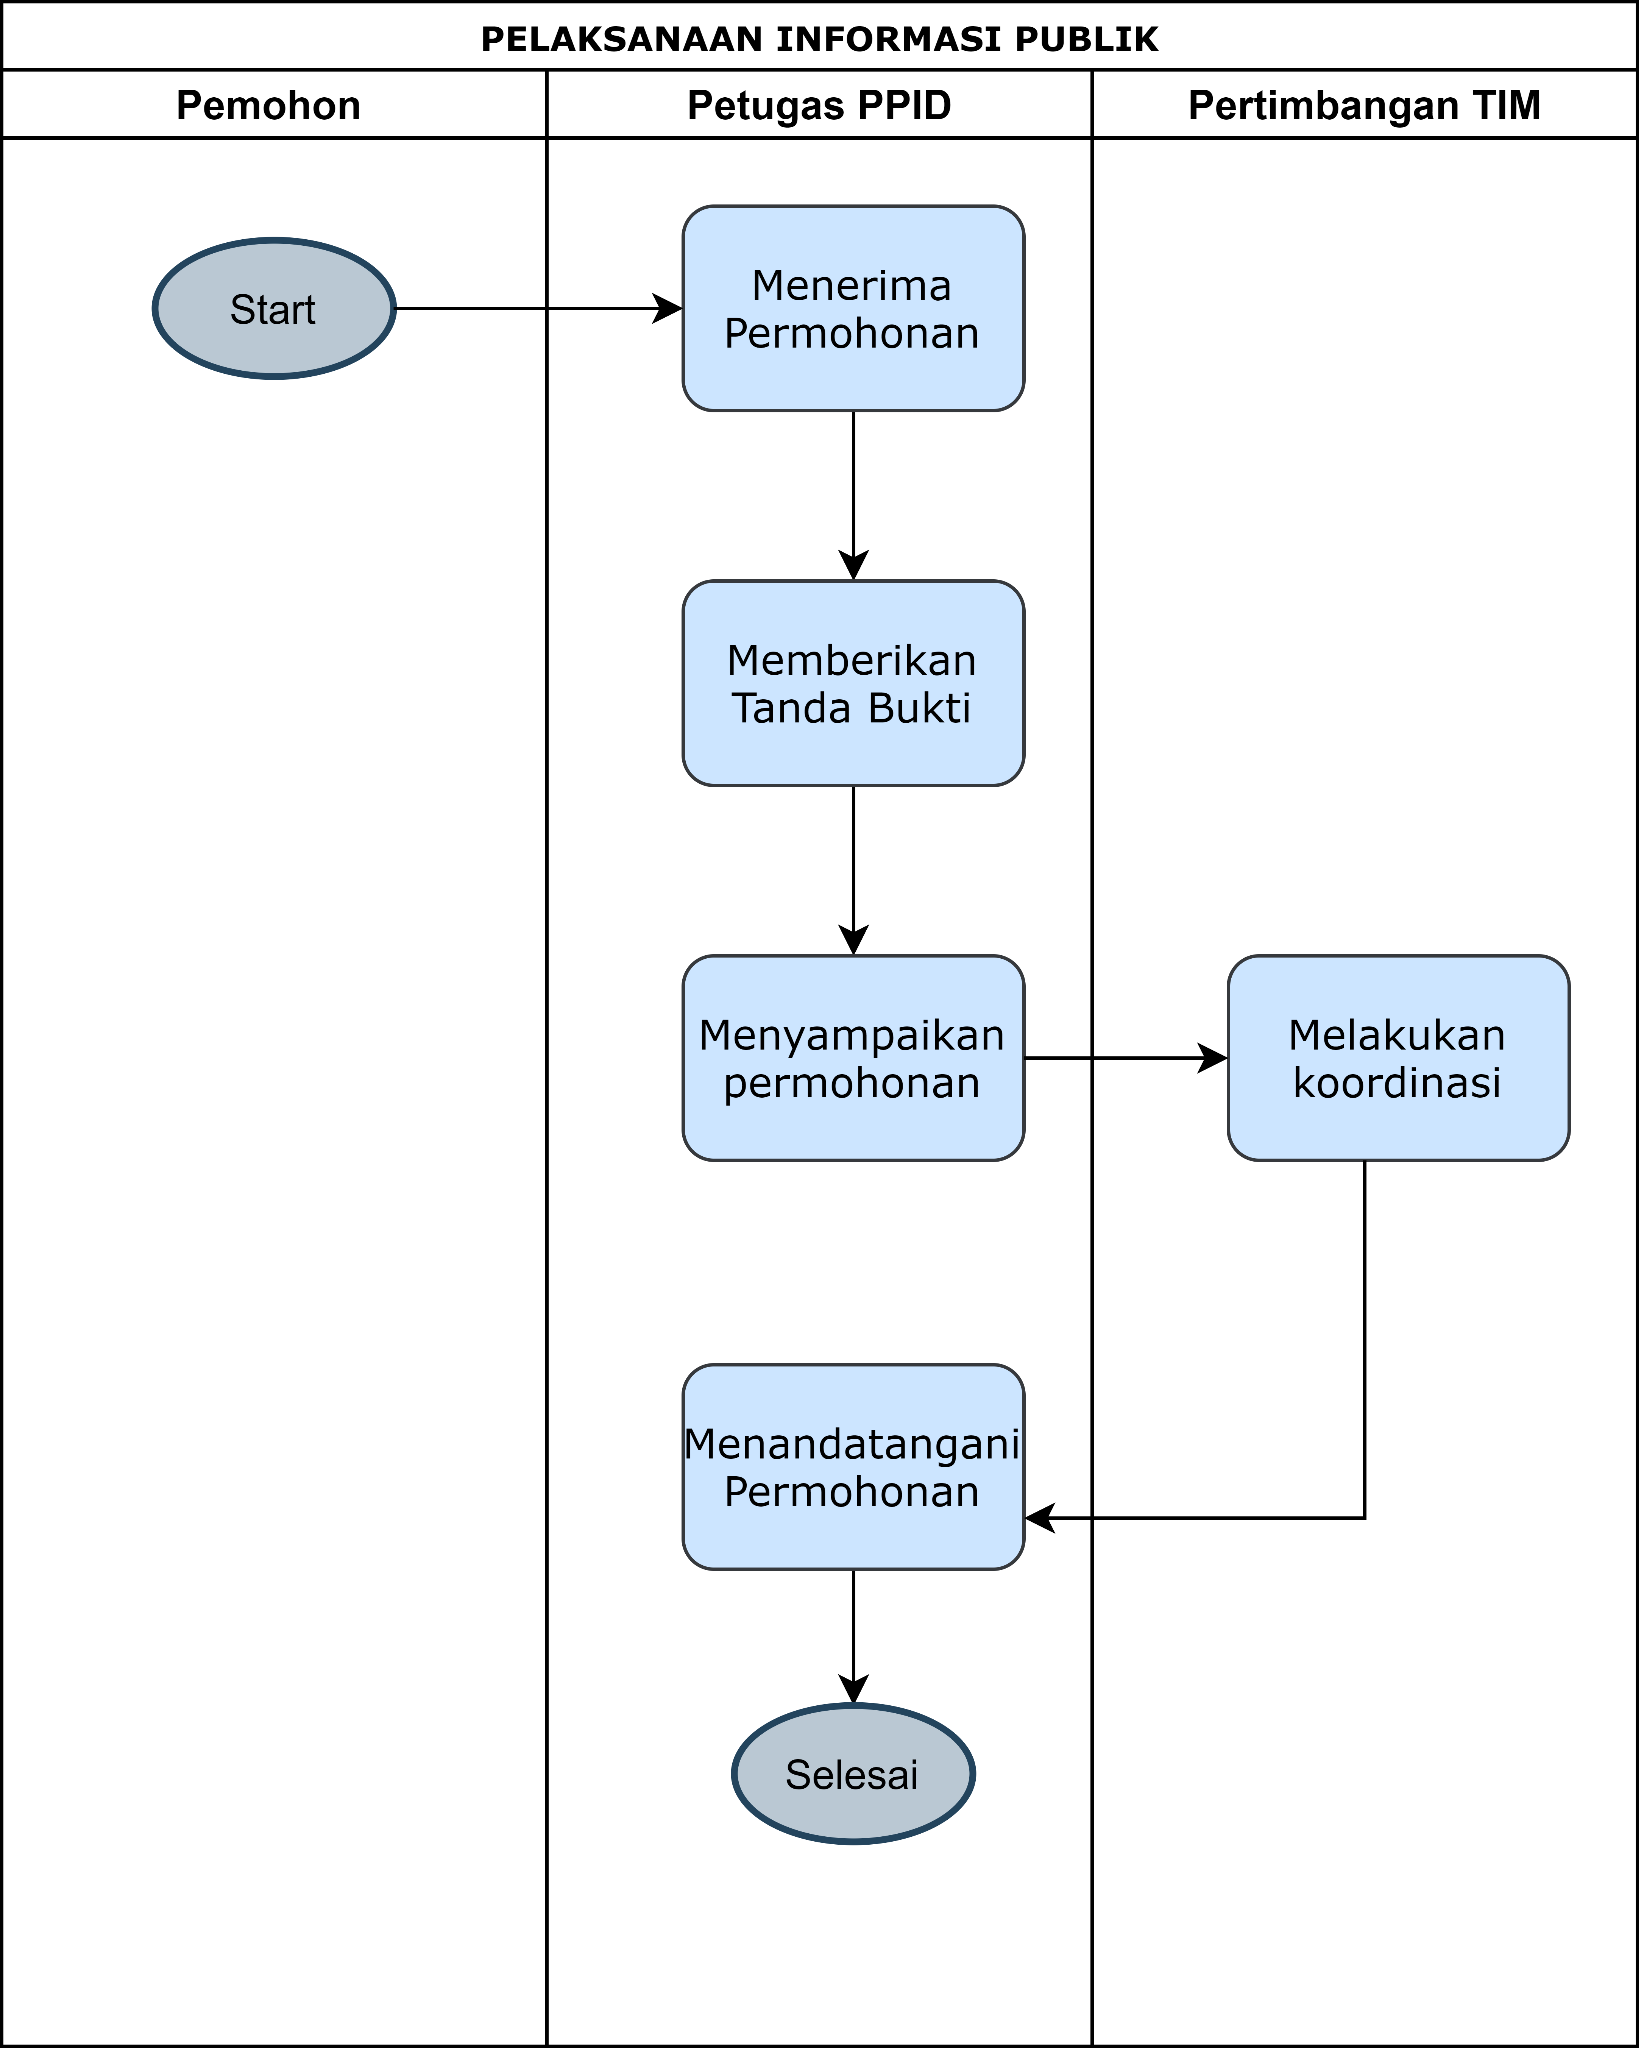 PELAKSANAAN INFORMASI PUBLIK
Pemohon
Petugas PPID
Pertimbangan TIM
Start
Menerima
Permohonan
Memberikan
Tanda Bukti
Menyampaikan
permohonan
Melakukan
koordinasi
Menandatangani
Permohonan
Selesai